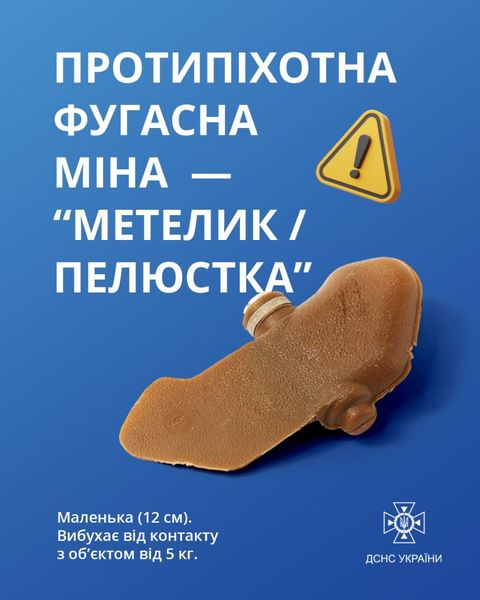 ПРОТИПІХОТНА
ФУГАСНА
МІНА —
“МЕТЕЛИК /
ПЕЛЮСТКА”
Маленька (12 см).
Вибухає від контакту
з об’єктом від 5 кг.
ДСНС УКРАЇНИ